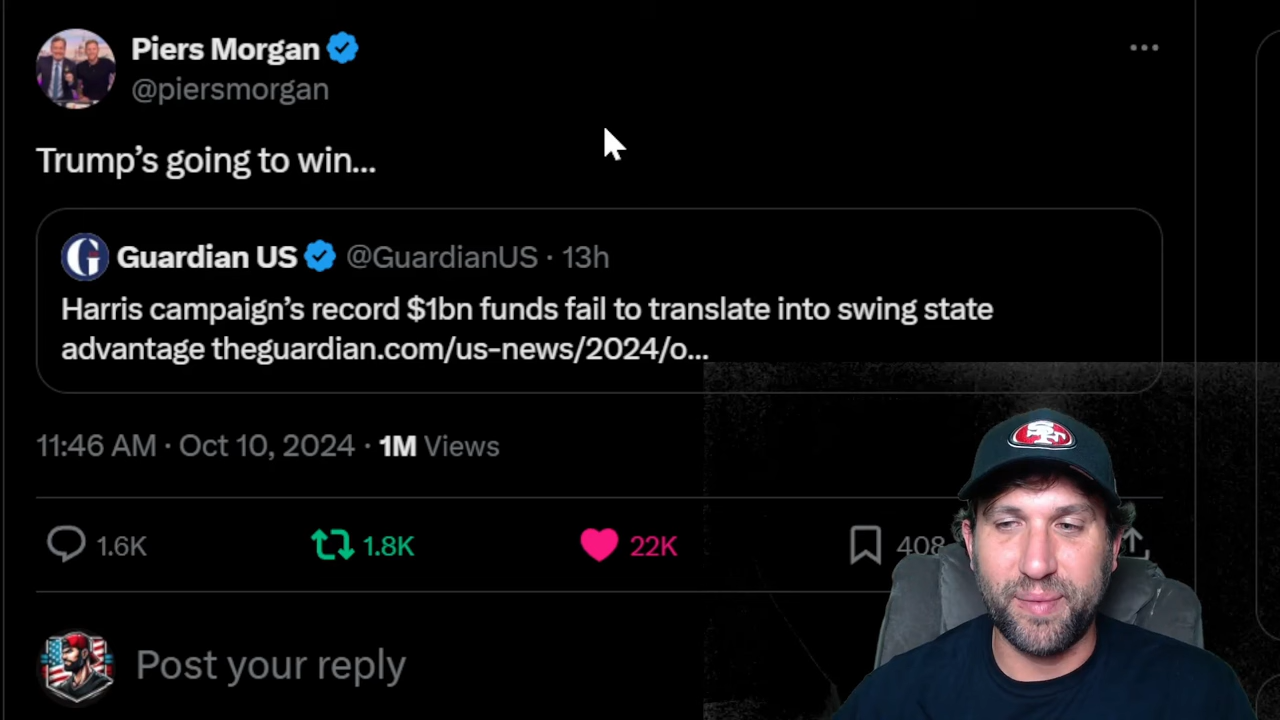 Piers Morgan
@piersmorgan
Trump's going to win...
Guardian US @GuardianUS · 13h
Harris campaign's record $1bn funds fail to translate into swing state
advantage theguardian.com/us-news/2024/o...
11:46 AM · Oct 10, 2024 · 1M Views
1.6K 1.8K 22K 408
Post your reply
SF